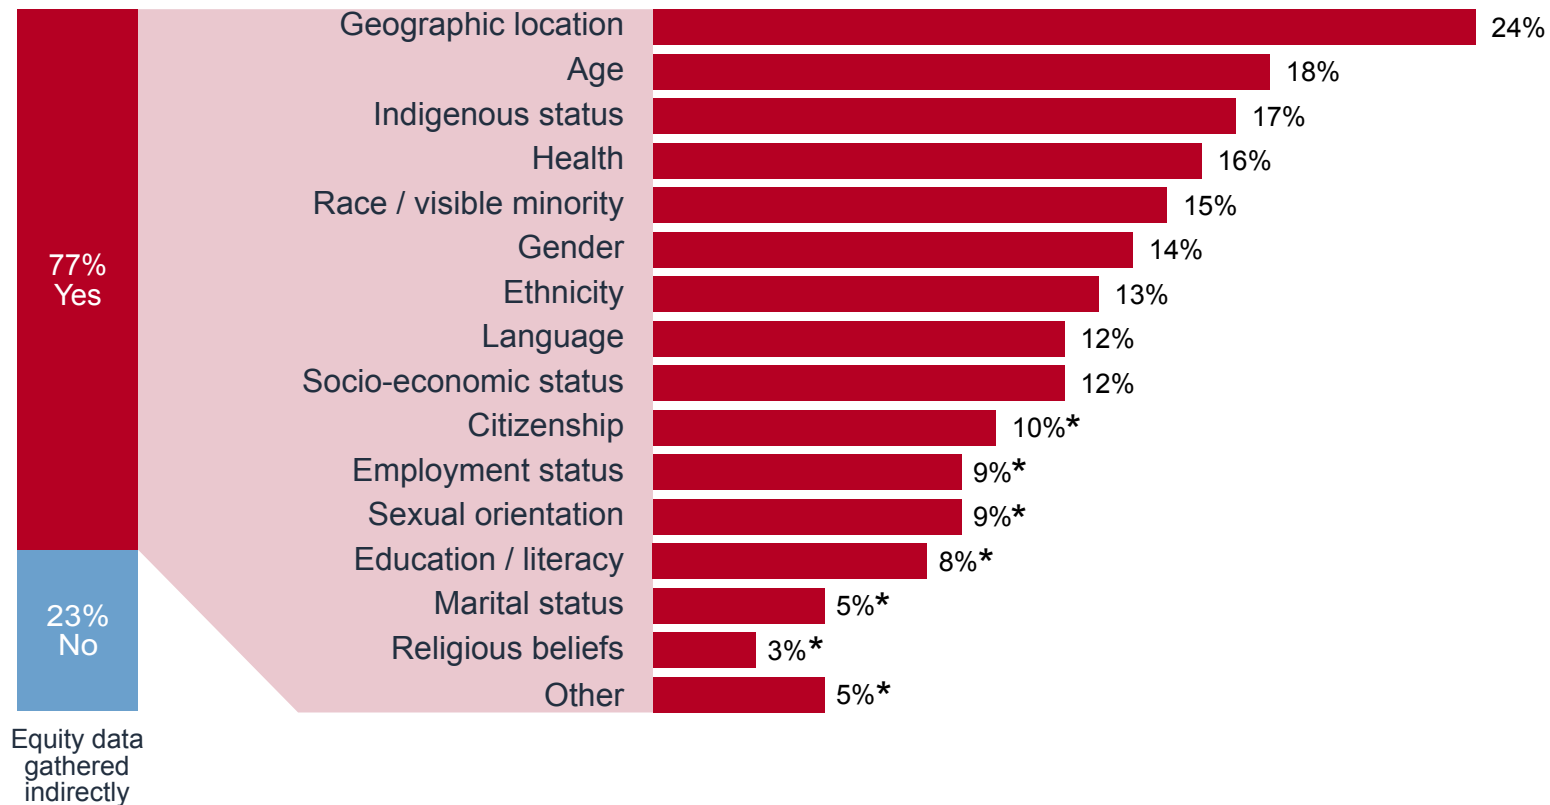 Geographic location 24%
Age 18%
Indigenous status 17%
Health 16%
Race / visible minority 15%
Gender 14%
77%
Yes
Ethnicity 13%
Language 12%
Socio-economic status 12%
Citizenship 10%*
Employment status 9%*
Sexual orientation 9%*
Education / literacy 8%*
Marital status 5%*
23%
No
Religious beliefs 3%*
Other 5%*
Equity data
gathered
indirectly